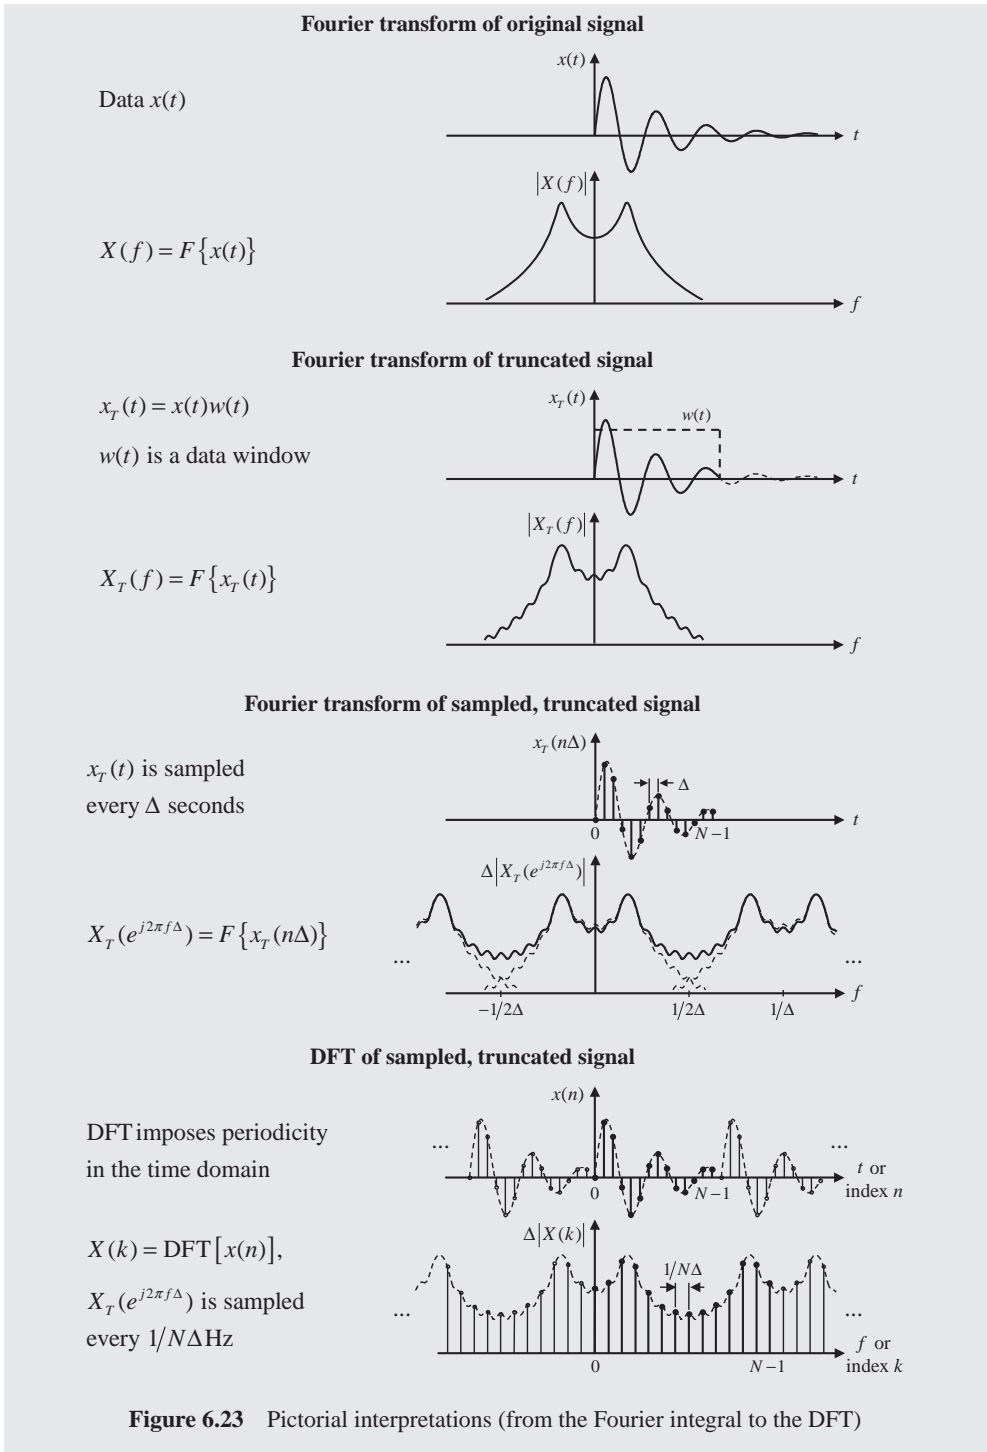 Fourier transform of original signal
x(t)
Data x(t)
t
|X(f)|
X(f) = F{x(t)}
f
Fourier transform of truncated signal
x_T(t) = x(t)w(t)
x_T(t)
w(t)
w(t) is a data window
t
|X_T(f)|
X_T(f) = F{x_T(t)}
f
Fourier transform of sampled, truncated signal
x_T(nΔ)
x_T(t) is sampled
every Δ seconds
Δ
t
0 N−1
Δ|X_T(e^{j2πfΔ})|
X_T(e^{j2πfΔ}) = F{x_T(nΔ)}
... ...
f
−1/2Δ 1/2Δ 1/Δ
DFT of sampled, truncated signal
x(n)
DFT imposes periodicity
in the time domain
... ...
t or
index n
0 N−1
Δ|X(k)|
X(k) = DFT[x(n)],
1/NΔ
X_T(e^{j2πfΔ}) is sampled
every 1/NΔ Hz
... ...
f or
index k
0 N−1
Figure 6.23 Pictorial interpretations (from the Fourier integral to the DFT)